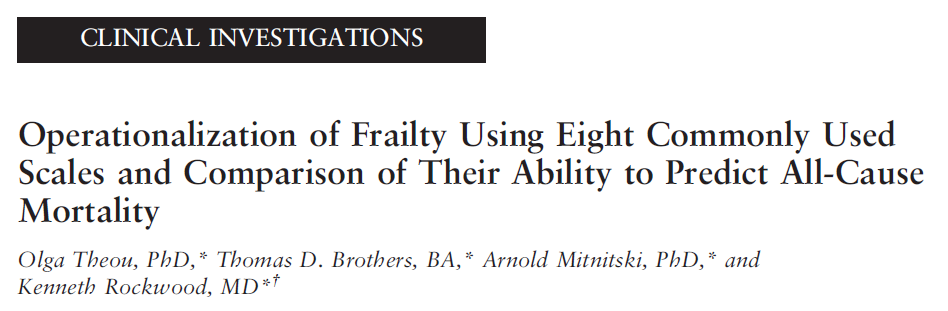 CLINICAL INVESTIGATIONS
Operationalization of Frailty Using Eight Commonly Used
Scales and Comparison of Their Ability to Predict All-Cause
Mortality
Olga Theou, PhD,* Thomas D. Brothers, BA,* Arnold Mitnitski, PhD,* and
Kenneth Rockwood, MD*†